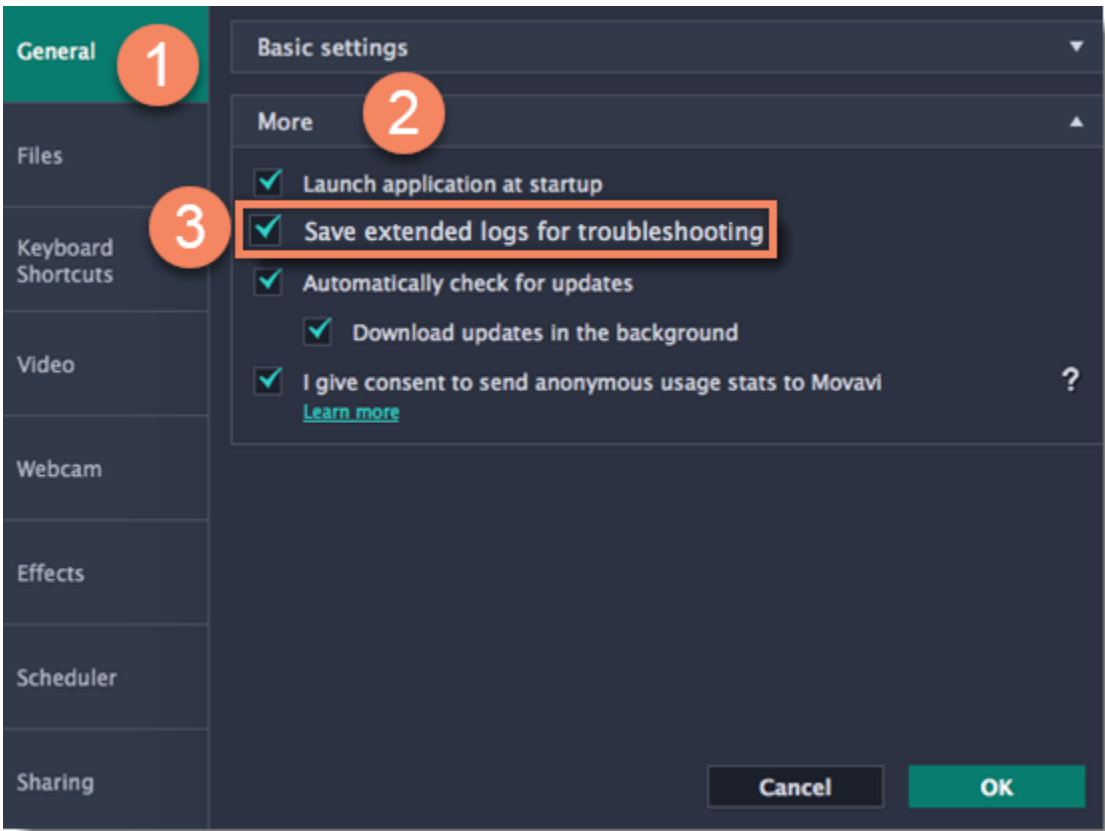 General
1
Basic settings
More
2
Files
Launch application at startup
3
Save extended logs for troubleshooting
Keyboard
Shortcuts
Automatically check for updates
Download updates in the background
Video
I give consent to send anonymous usage stats to Movavi
?
Learn more
Webcam
Effects
Scheduler
Sharing
Cancel
OK